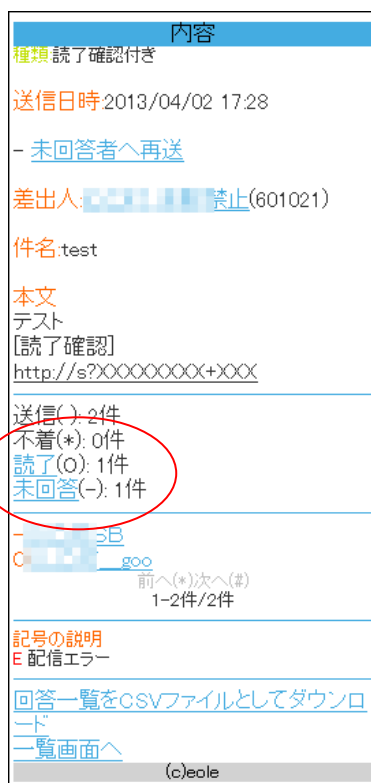 内容
種類:読了確認付き
送信日時:2013/04/02 17:28
- 未回答者へ再送
差出人: 禁止(601021)
件名:test
本文
テスト
[読了確認]
http://s?XXXXXXXXX+XXX
送信( ): 2件
不着(*): 0件
読了(O): 1件
未回答(-): 1件
- SB
O __goo
前へ(*)次へ(#)
1-2件/2件
記号の説明
E 配信エラー
回答一覧をCSVファイルとしてダウンロ
ード
一覧画面へ
(c)eole